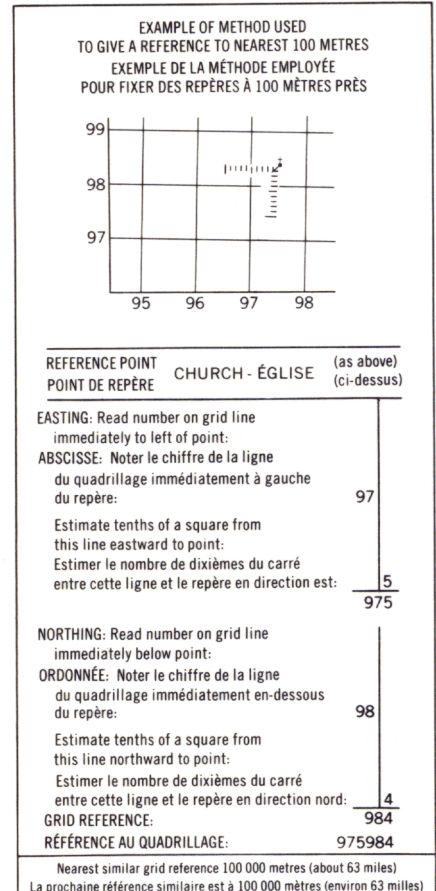 EXAMPLE OF METHOD USED
TO GIVE A REFERENCE TO NEAREST 100 METRES
EXEMPLE DE LA MÉTHODE EMPLOYÉE
POUR FIXER DES REPÈRES À 100 MÈTRES PRÈS
99
98
97
95 96 97 98
REFERENCE POINT
POINT DE REPÈRE
CHURCH - ÉGLISE
(as above)
(ci-dessus)
EASTING: Read number on grid line
immediately to left of point:
ABSCISSE: Noter le chiffre de la ligne
du quadrillage immédiatement à gauche
du repère: 97
Estimate tenths of a square from
this line eastward to point:
Estimer le nombre de dixièmes du carré
entre cette ligne et le repère en direction est: 5
975
NORTHING: Read number on grid line
immediately below point:
ORDONNÉE: Noter le chiffre de la ligne
du quadrillage immédiatement en-dessous
du repère: 98
Estimate tenths of a square from
this line northward to point:
Estimer le nombre de dixièmes du carré
entre cette ligne et le repère en direction nord: 4
GRID REFERENCE: 984
RÉFÉRENCE AU QUADRILLAGE: 975984
Nearest similar grid reference 100 000 metres (about 63 miles)
La prochaine référence similaire est à 100 000 mètres (environ 63 milles)